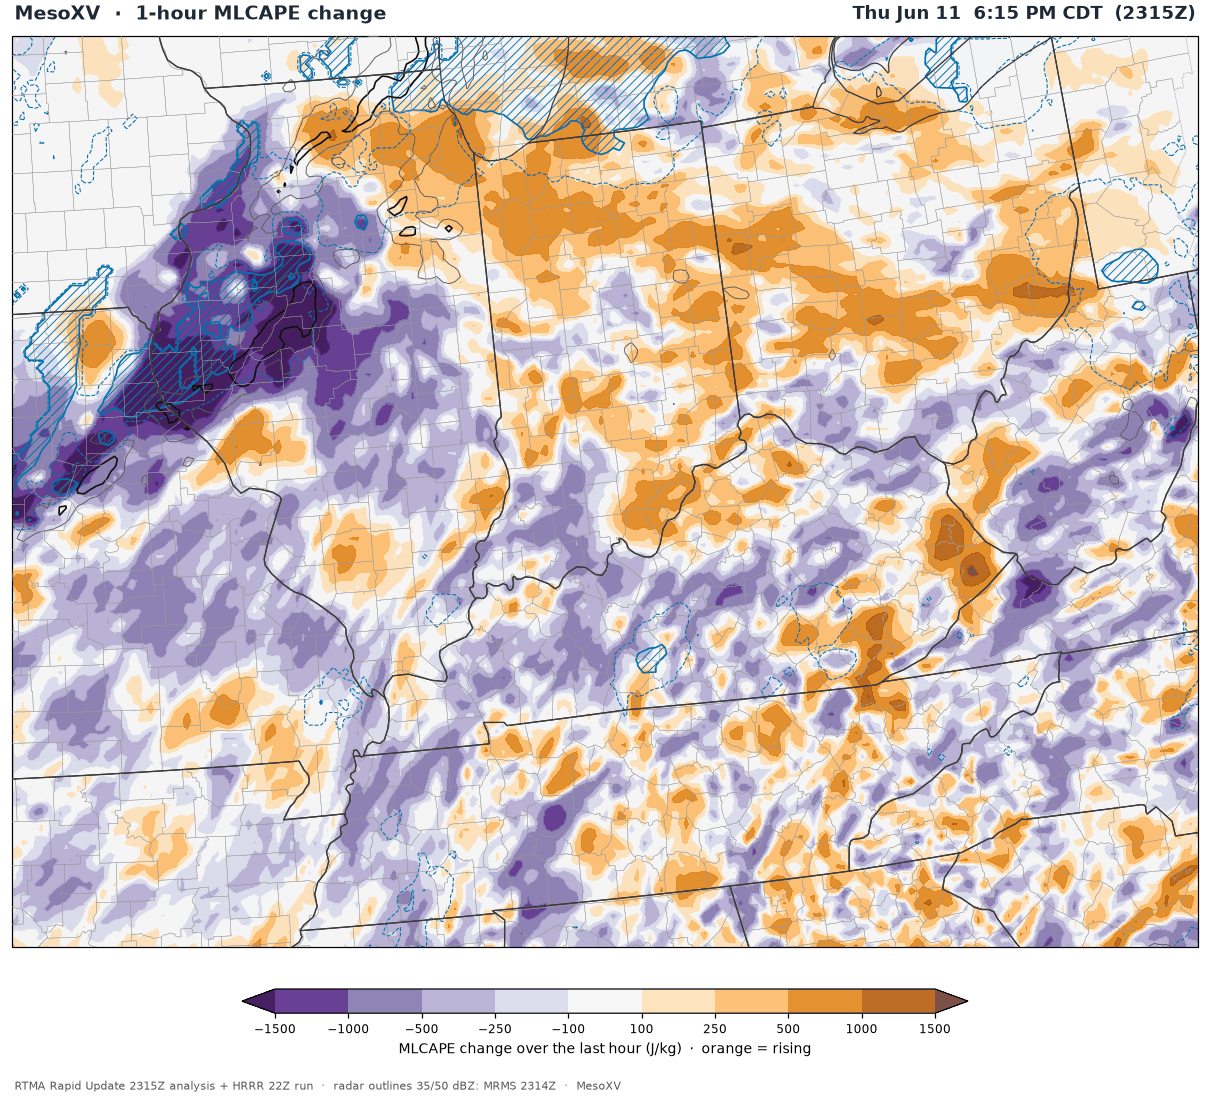 MesoXV · 1-hour MLCAPE change
Thu Jun 11 6:15 PM CDT (2315Z)
−1500 −1000 −500 −250 −100 100 250 500 1000 1500
MLCAPE change over the last hour (J/kg) · orange = rising
RTMA Rapid Update 2315Z analysis + HRRR 22Z run · radar outlines 35/50 dBZ: MRMS 2314Z · MesoXV